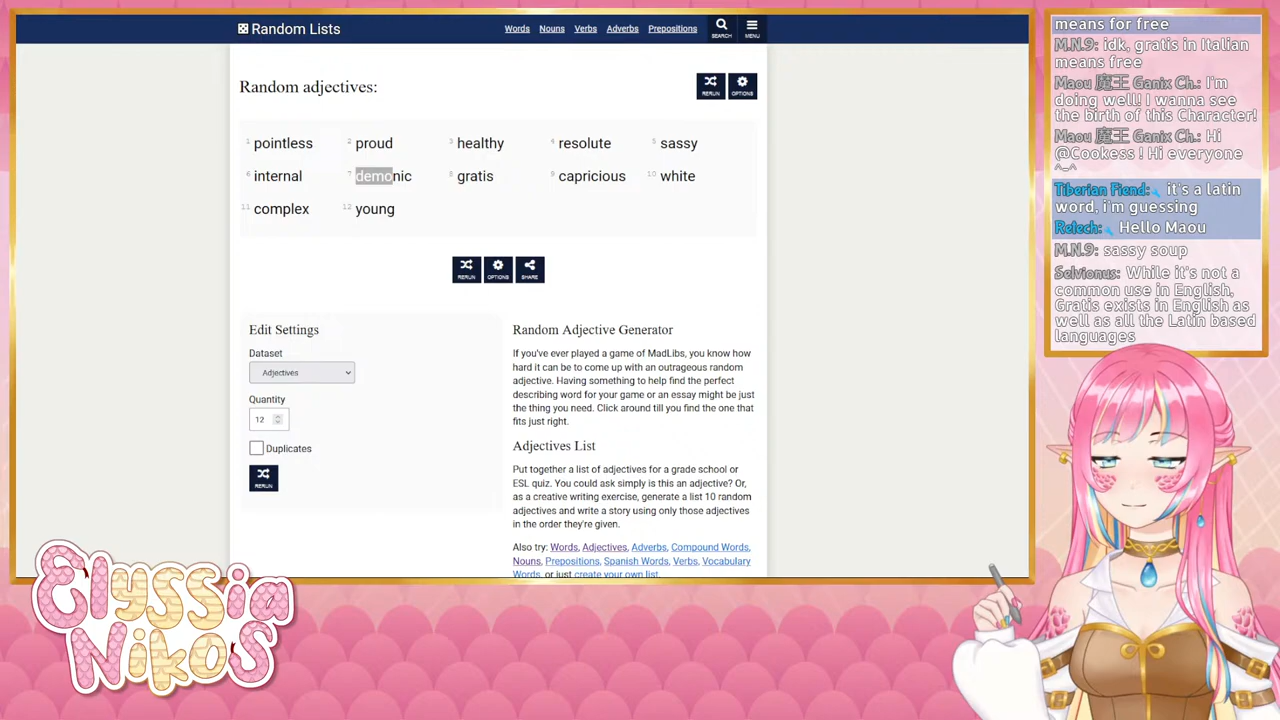 Random Lists
Words Nouns Verbs Adverbs Prepositions
SEARCH
MENU
Random adjectives:
RERUN
OPTIONS
1 pointless 2 proud 3 healthy 4 resolute 5 sassy
6 internal 7 demonic 8 gratis 9 capricious 10 white
11 complex 12 young
RERUN OPTIONS SHARE
Edit Settings
Dataset
Adjectives
Quantity
12
Duplicates
RERUN
Random Adjective Generator
If you've ever played a game of MadLibs, you know how
hard it can be to come up with an outrageous random
adjective. Having something to help find the perfect
describing word for your game or an essay might be just
the thing you need. Click around till you find the one that
fits just right.
Adjectives List
Put together a list of adjectives for a grade school or
ESL quiz. You could ask simply is this an adjective? Or,
as a creative writing exercise, generate a list 10 random
adjectives and write a story using only those adjectives
in the order they're given.
Also try: Words, Adjectives, Adverbs, Compound Words,
Nouns, Prepositions, Spanish Words, Verbs, Vocabulary
Words, or just create your own list.
means for free
M.N.9: idk, gratis in Italian
means free
Maou 魔王 Ganix Ch.: I'm
doing well! I wanna see
the birth of this Character!
Maou 魔王 Ganix Ch.: Hi
@Cookess ! Hi everyone
^_^
Tiberian Fiend: it's a latin
word, i'm guessing
Relech: Hello Maou
M.N.9: sassy soup
Selvionus: While it's not a
common use in English,
Gratis exists in English as
well as all the Latin based
languages
Elyssia
Nikos